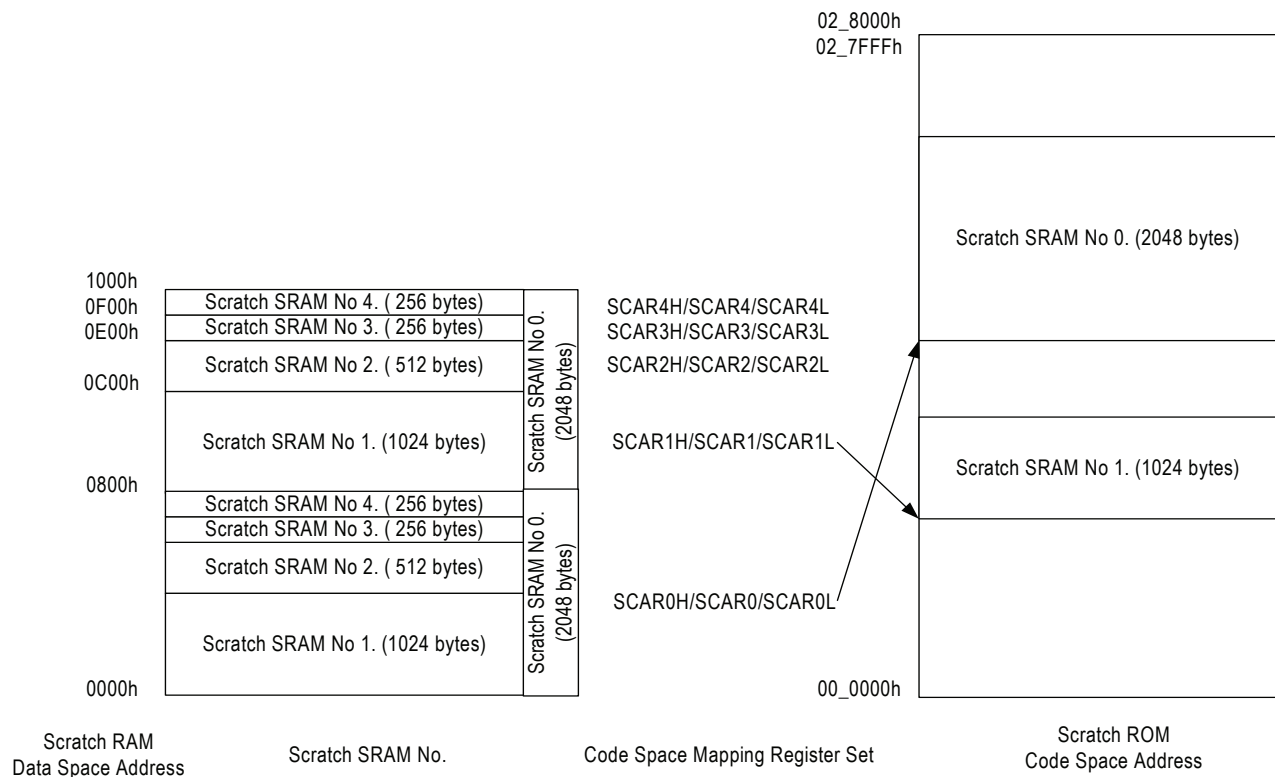 02_8000h
02_7FFFh
Scratch SRAM No 0. (2048 bytes)
1000h
0F00h
0E00h
0C00h
0800h
0000h
Scratch SRAM No 4. ( 256 bytes)
Scratch SRAM No 3. ( 256 bytes)
Scratch SRAM No 2. ( 512 bytes)
Scratch SRAM No 1. (1024 bytes)
Scratch SRAM No 4. ( 256 bytes)
Scratch SRAM No 3. ( 256 bytes)
Scratch SRAM No 2. ( 512 bytes)
Scratch SRAM No 1. (1024 bytes)
Scratch SRAM No 0.
(2048 bytes)
Scratch SRAM No 0.
(2048 bytes)
SCAR4H/SCAR4/SCAR4L
SCAR3H/SCAR3/SCAR3L
SCAR2H/SCAR2/SCAR2L
SCAR1H/SCAR1/SCAR1L
SCAR0H/SCAR0/SCAR0L
Scratch SRAM No 1. (1024 bytes)
00_0000h
Scratch RAM
Data Space Address
Scratch SRAM No.
Code Space Mapping Register Set
Scratch ROM
Code Space Address